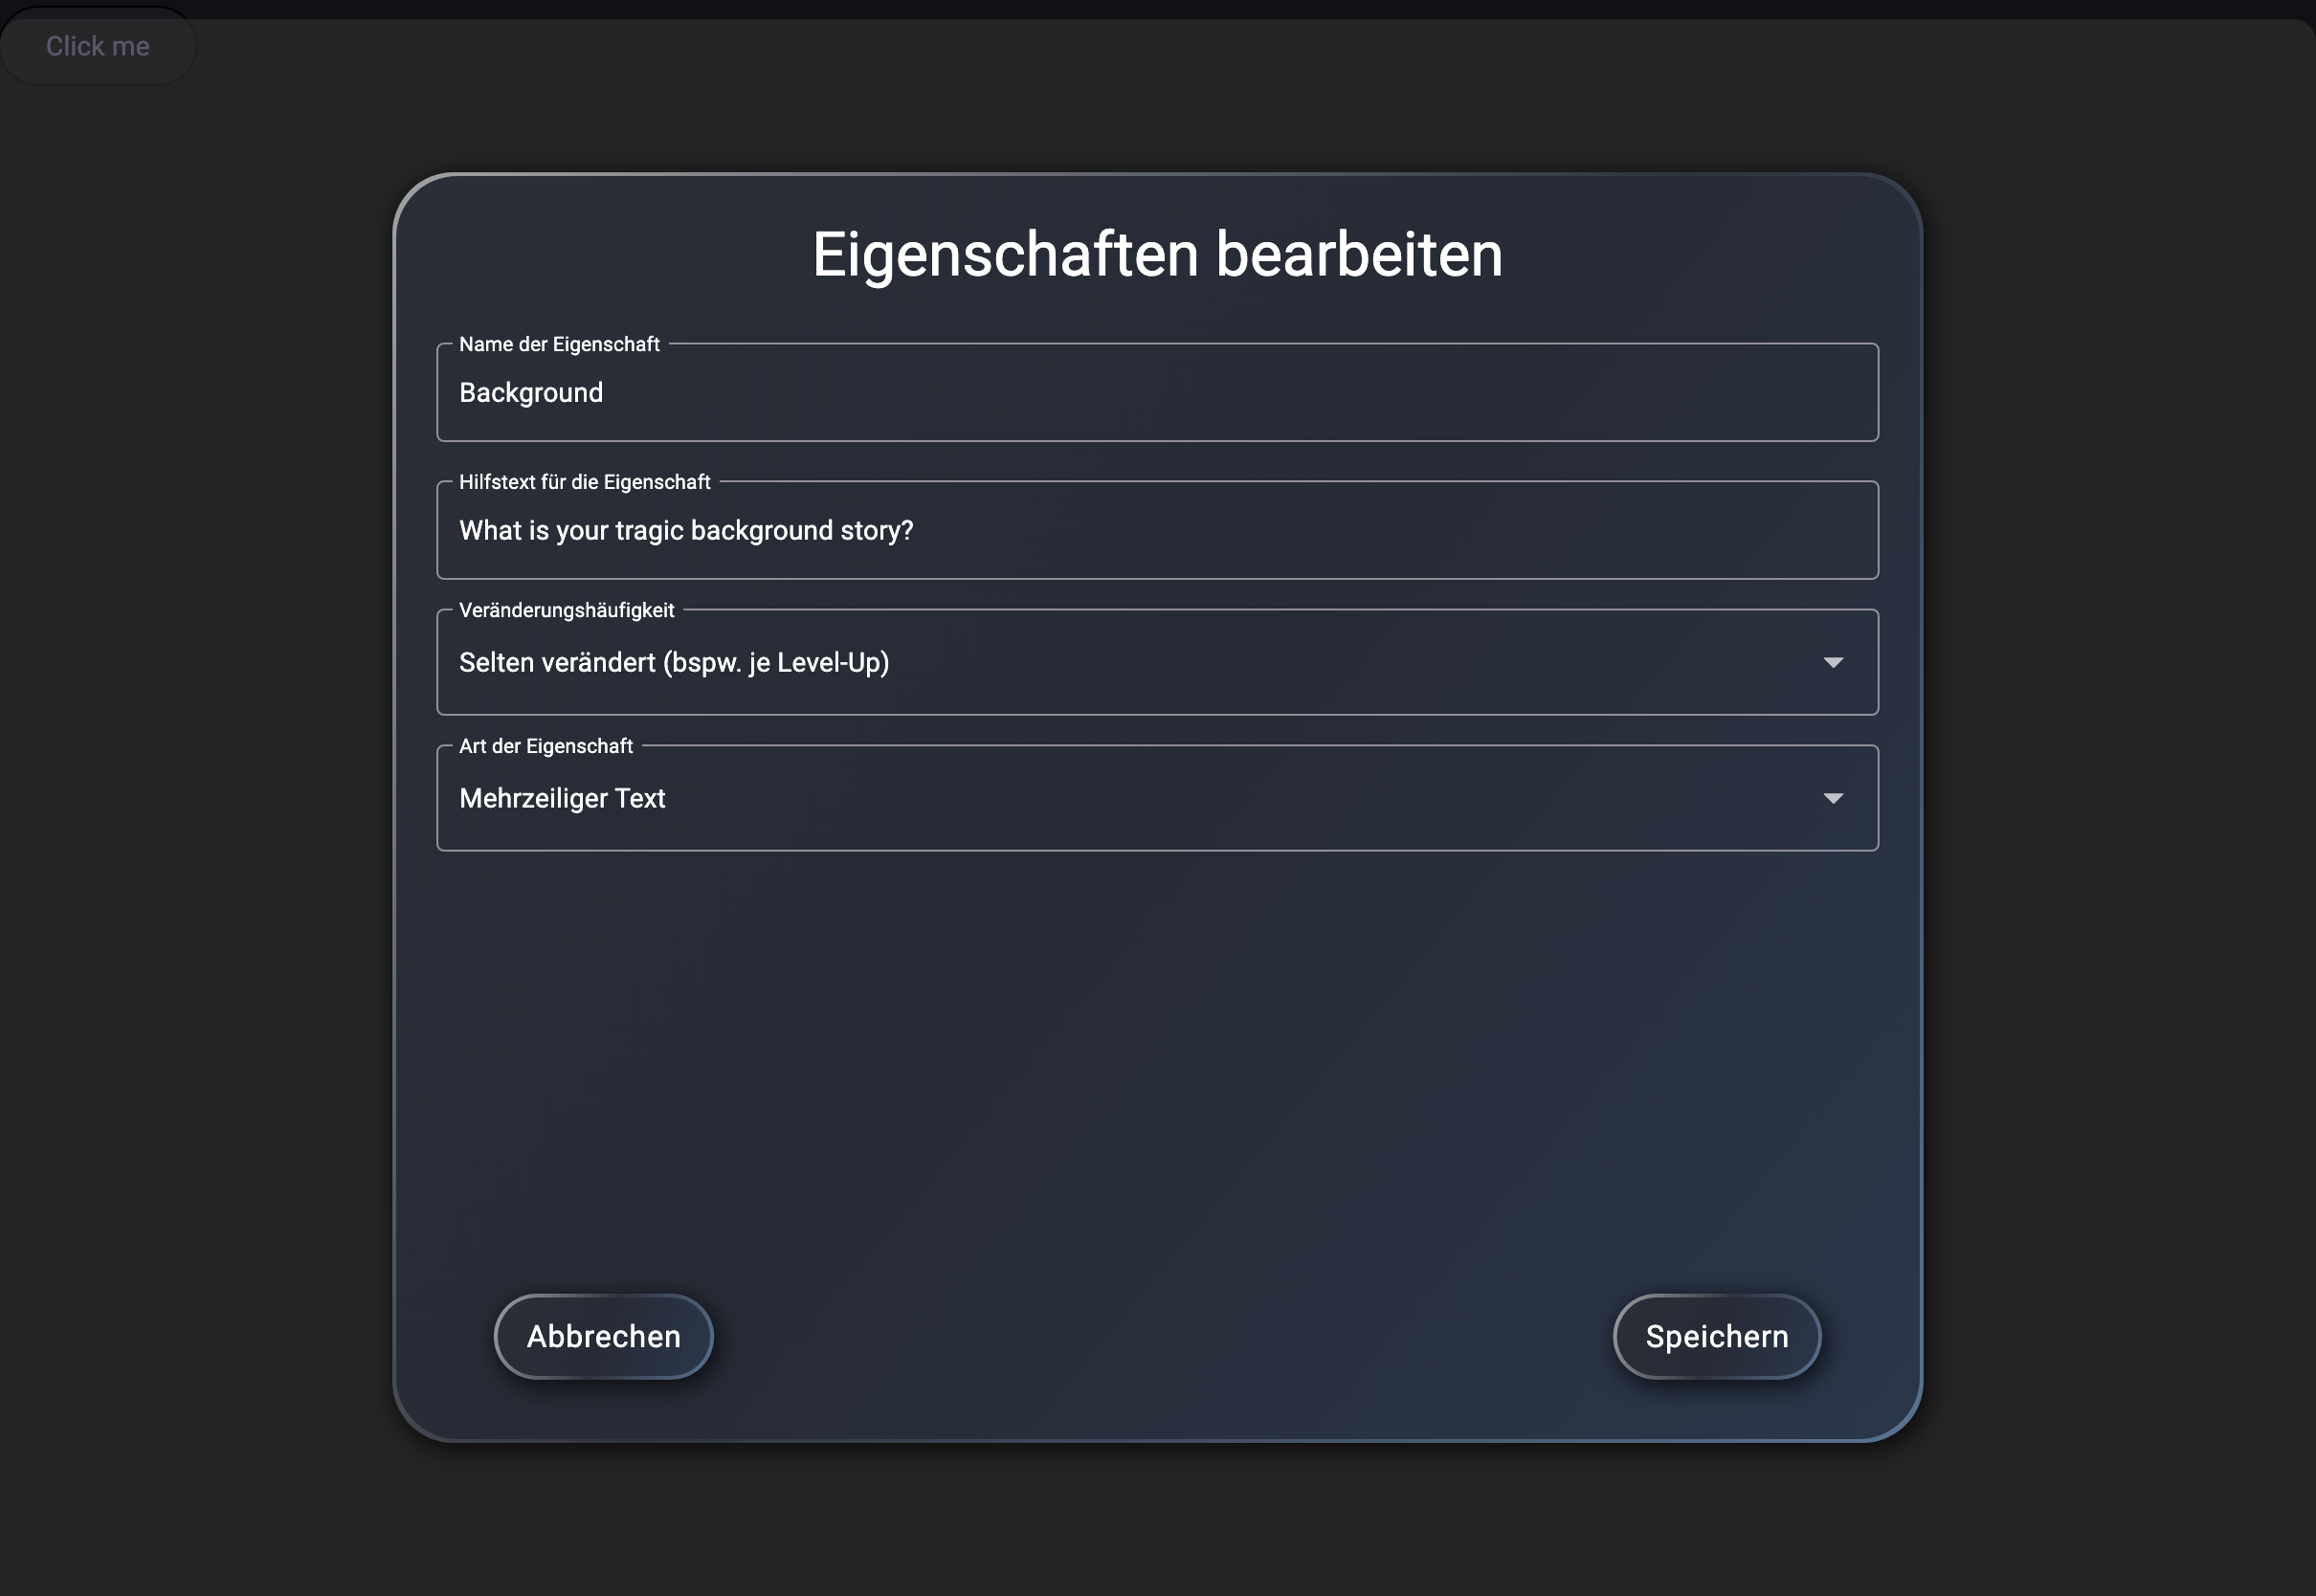 Click me
Eigenschaften bearbeiten
Name der Eigenschaft
Background
Hilfstext für die Eigenschaft
What is your tragic background story?
Veränderungshäufigkeit
Selten verändert (bspw. je Level-Up)
Art der Eigenschaft
Mehrzeiliger Text
Abbrechen
Speichern